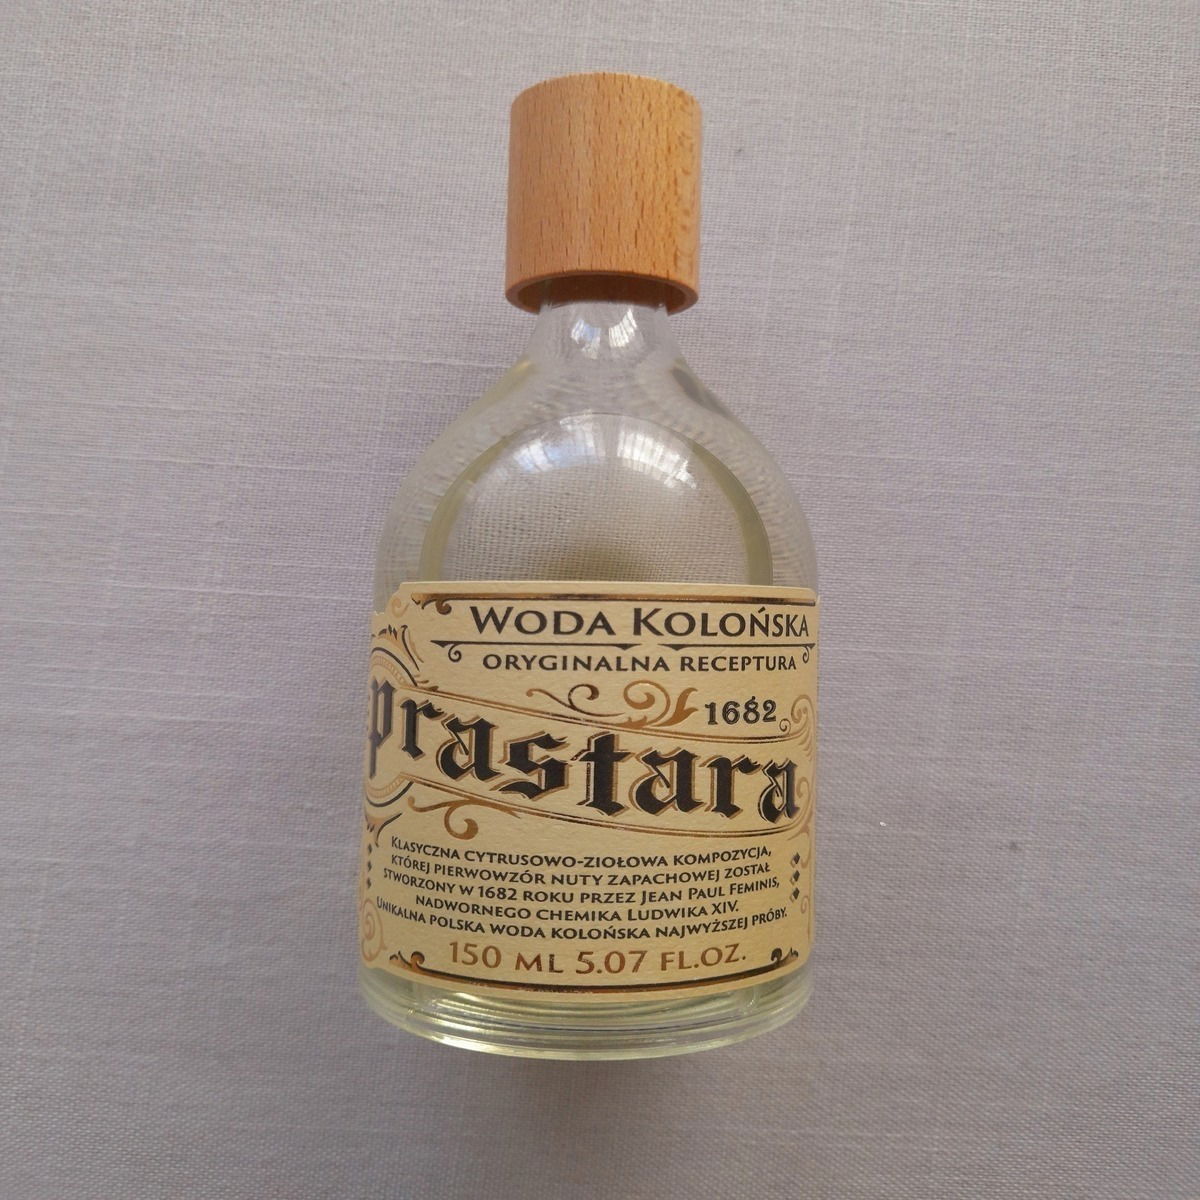 Woda Kolońska
oryginalna receptura
1682
prastara
Klasyczna cytrusowo-ziołowa kompozycja,
której pierwowzór nuty zapachowej został
stworzony w 1682 roku przez Jean Paul Feminis,
nadwornego chemika Ludwika XIV.
Unikalna polska woda kolońska najwyższej próby.
150 ml 5.07 fl.oz.